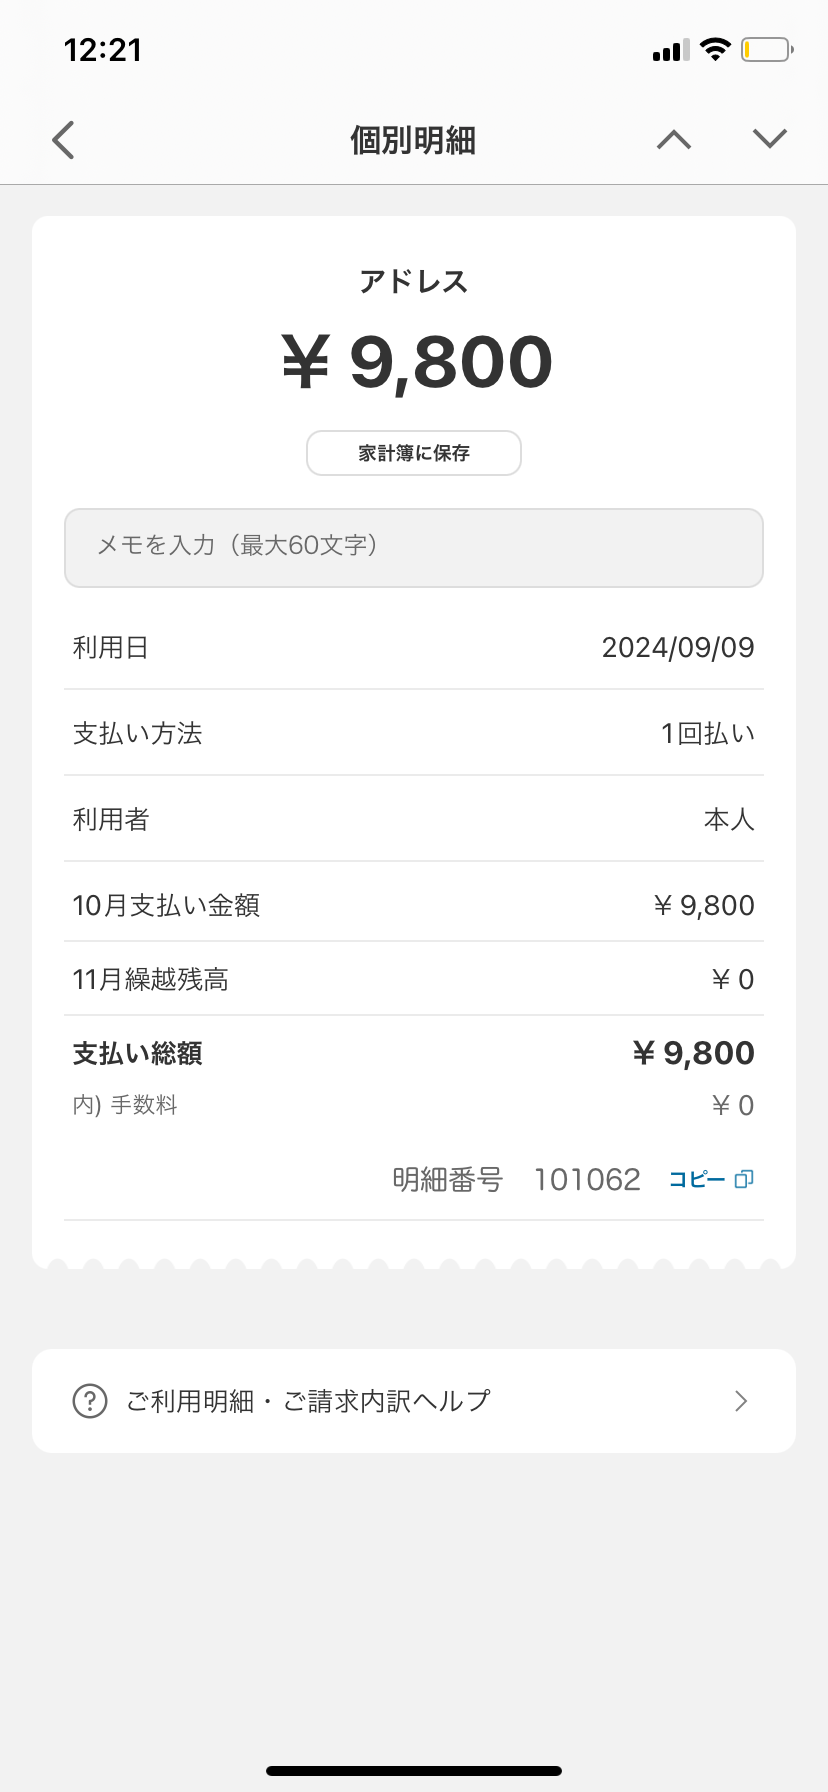 12:21
個別明細
アドレス
¥ 9,800
家計簿に保存
メモを入力（最大60文字）
利用日 2024/09/09
支払い方法 1回払い
利用者 本人
10月支払い金額 ¥ 9,800
11月繰越残高 ¥ 0
支払い総額 ¥ 9,800
内) 手数料 ¥ 0
明細番号 101062 コピー
ご利用明細・ご請求内訳ヘルプ